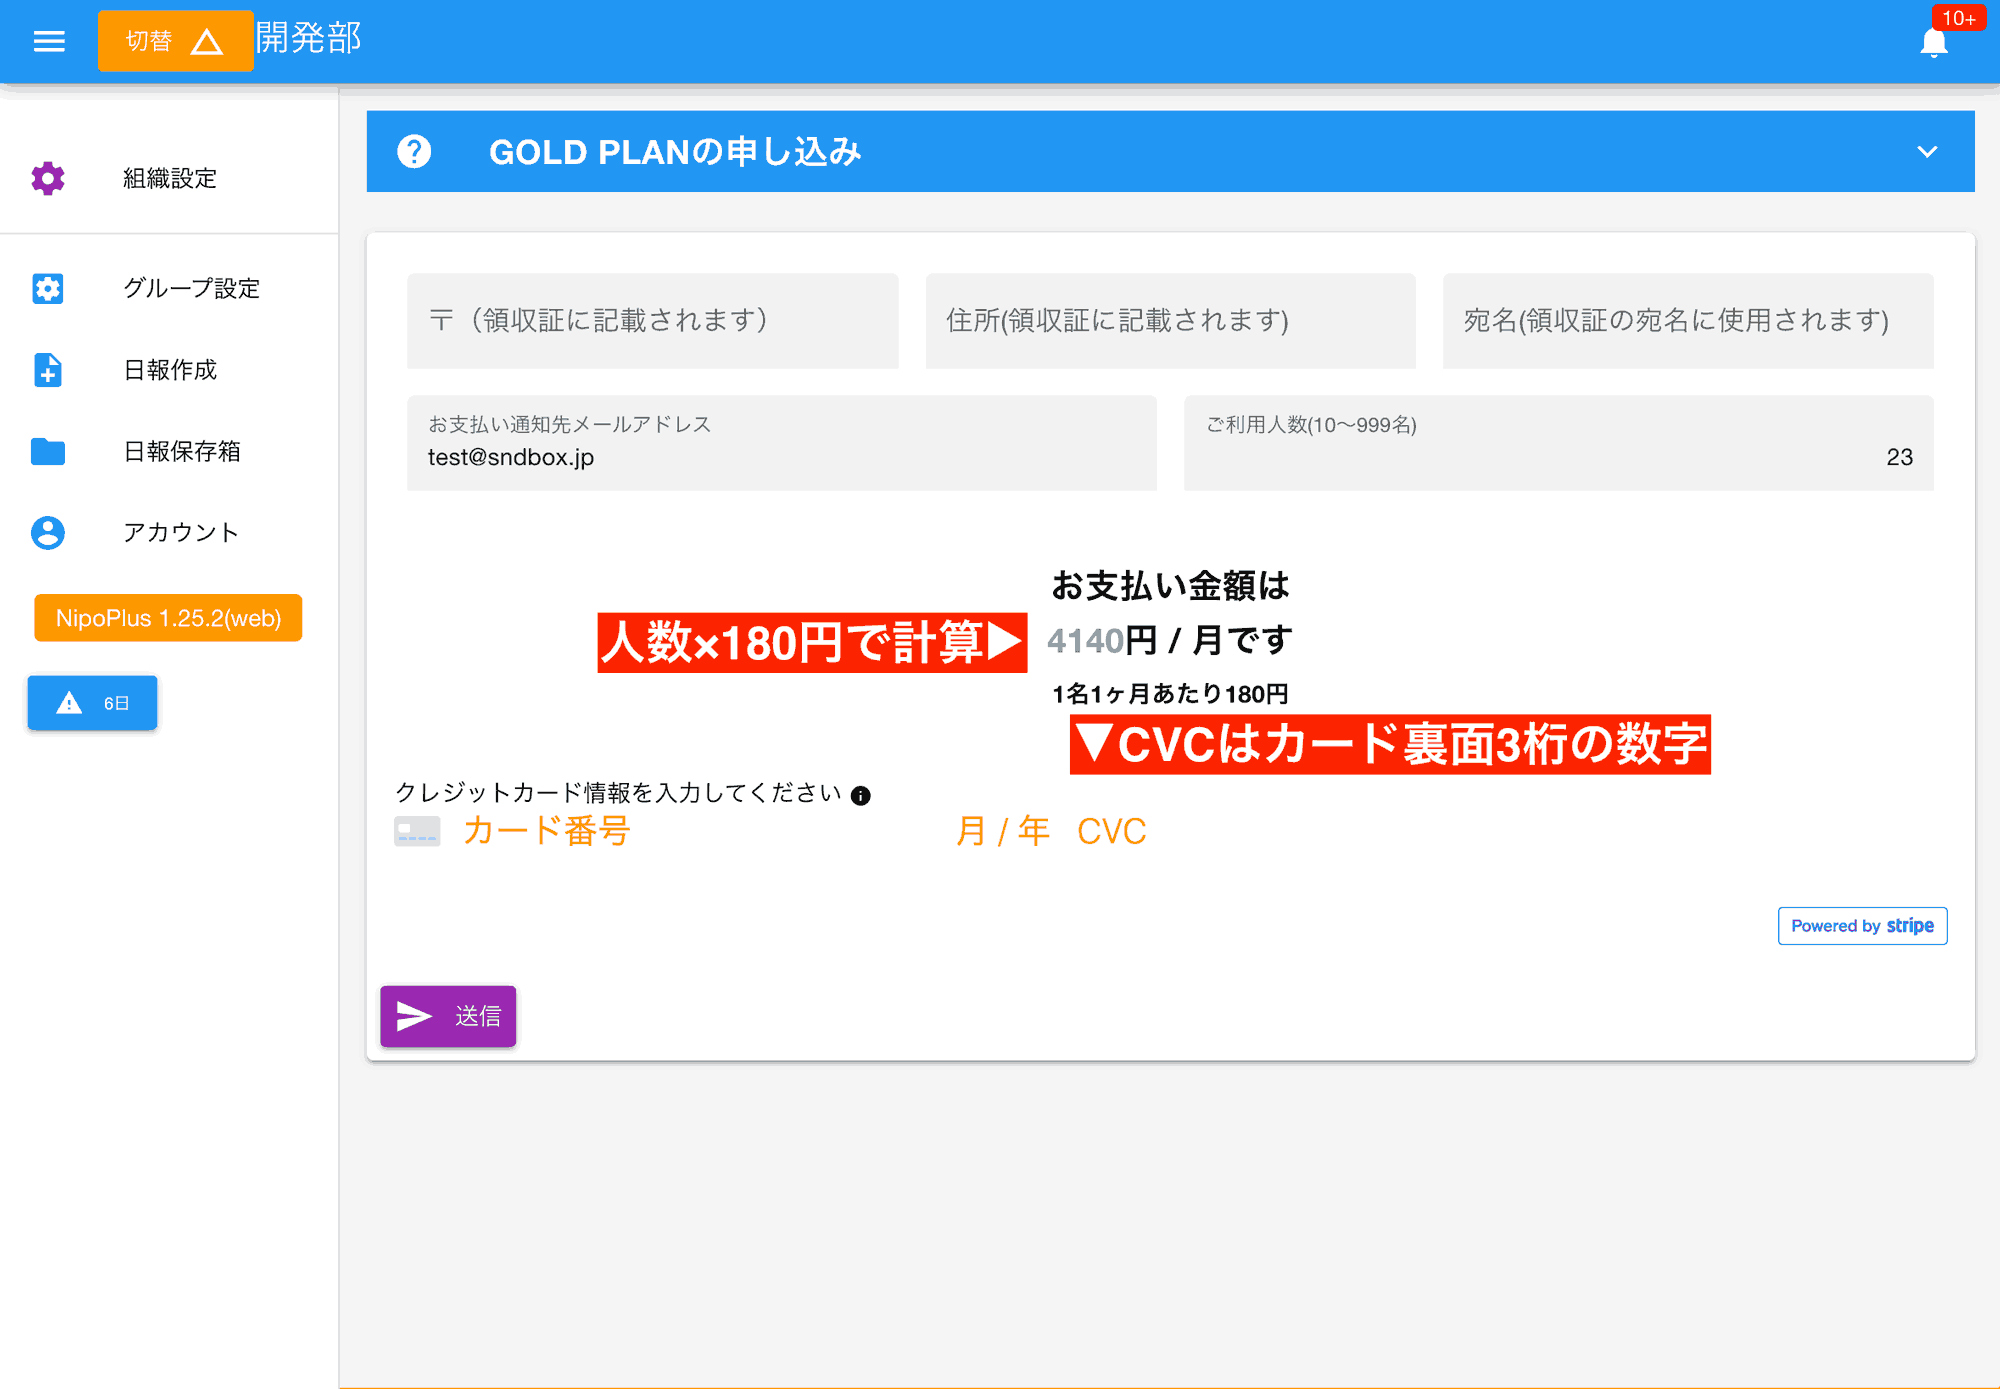 切替
開発部
10+
組織設定
グループ設定
日報作成
日報保存箱
アカウント
NipoPlus 1.25.2(web)
6日
GOLD PLANの申し込み
〒（領収証に記載されます）
住所(領収証に記載されます)
宛名(領収証の宛名に使用されます)
お支払い通知先メールアドレス
test@sndbox.jp
ご利用人数(10〜999名)
23
お支払い金額は
人数×180円で計算▶
4140円 / 月です
1名1ヶ月あたり180円
▼CVCはカード裏面3桁の数字
クレジットカード情報を入力してください
カード番号
月 / 年 CVC
Powered by stripe
送信